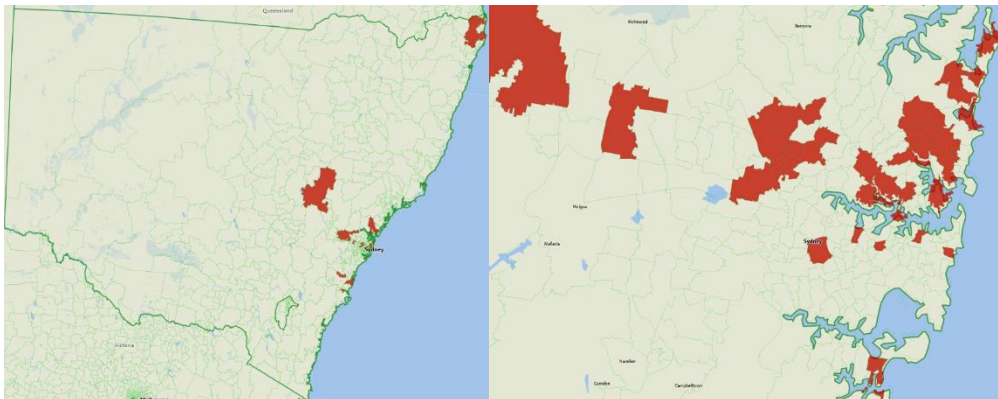 Queensland
Sydney
Victoria
Richmond
Berowra
Mulgoa
Wallacia
Sydney
Narellan
Camden
Campbelltown